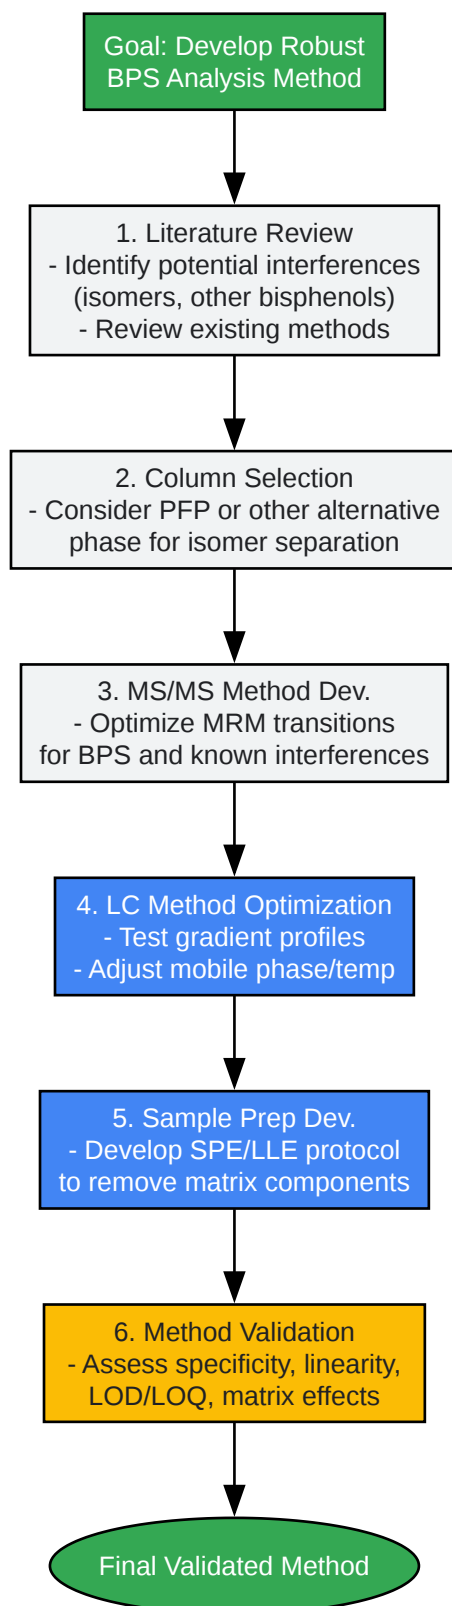 Goal: Develop Robust
BPS Analysis Method
1. Literature Review
- Identify potential interferences
(isomers, other bisphenols)
- Review existing methods
2. Column Selection
- Consider PFP or other alternative
phase for isomer separation
3. MS/MS Method Dev.
- Optimize MRM transitions
for BPS and known interferences
4. LC Method Optimization
- Test gradient profiles
- Adjust mobile phase/temp
5. Sample Prep Dev.
- Develop SPE/LLE protocol
to remove matrix components
6. Method Validation
- Assess specificity, linearity,
LOD/LOQ, matrix effects
Final Validated Method